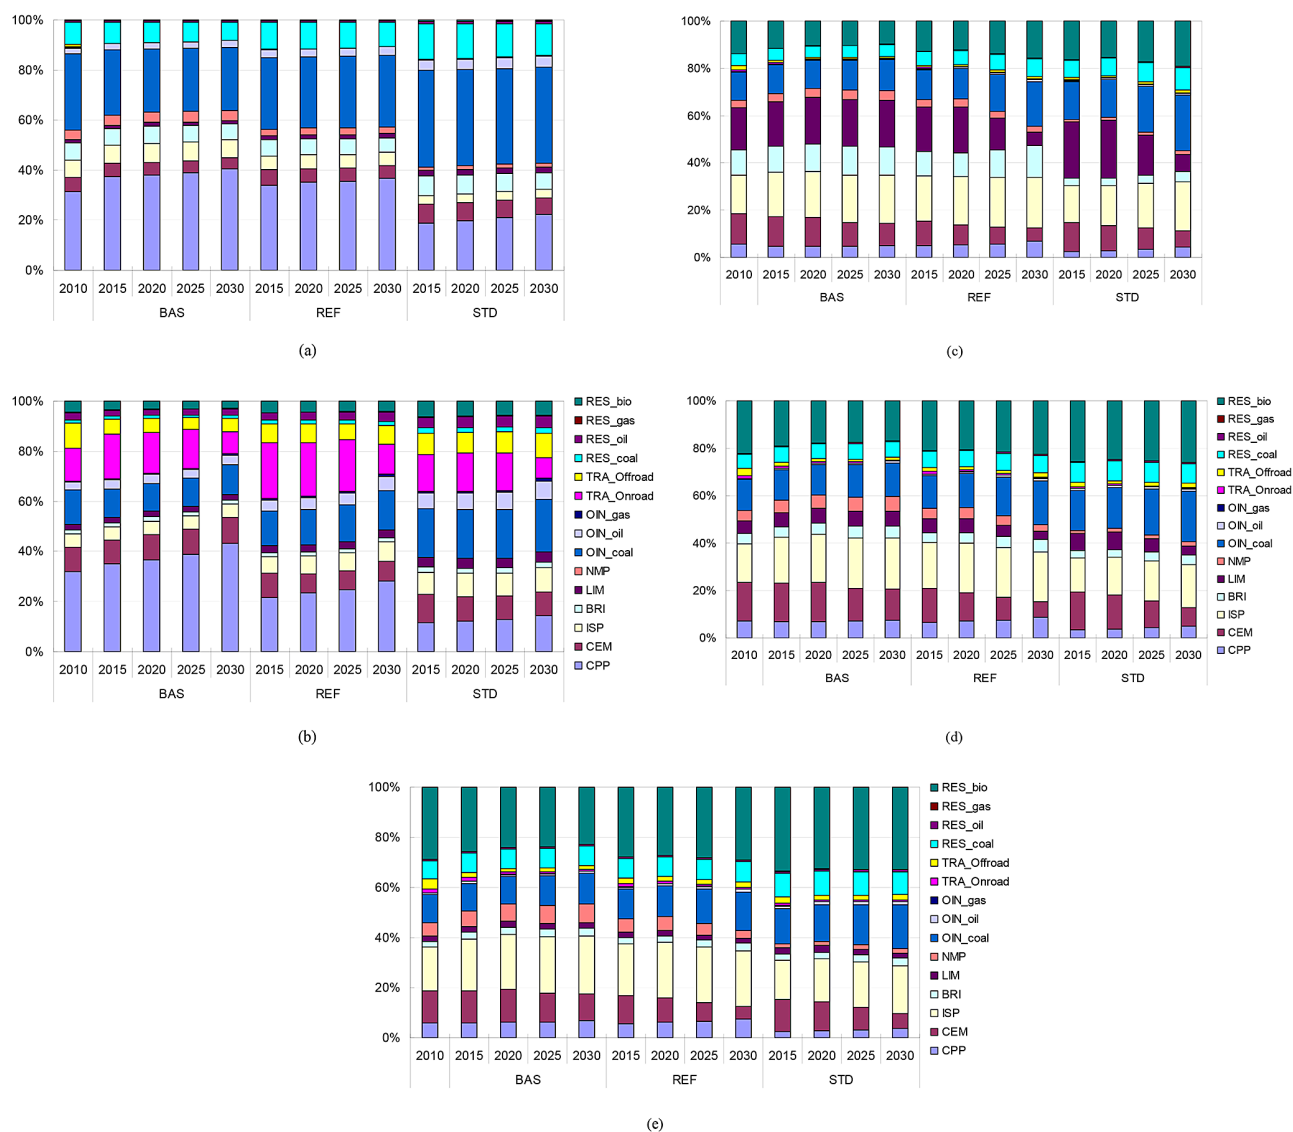 100%
80%
60%
40%
20%
0%
2010 2015 2020 2025 2030 2015 2020 2025 2030 2015 2020 2025 2030
BAS REF STD
(a)
100%
80%
60%
40%
20%
0%
2010 2015 2020 2025 2030 2015 2020 2025 2030 2015 2020 2025 2030
BAS REF STD
(c)
100%
80%
60%
40%
20%
0%
2010 2015 2020 2025 2030 2015 2020 2025 2030 2015 2020 2025 2030
BAS REF STD
RES_bio
RES_gas
RES_oil
RES_coal
TRA_Offroad
TRA_Onroad
OIN_gas
OIN_oil
OIN_coal
NMP
LIM
BRI
ISP
CEM
CPP
(b)
100%
80%
60%
40%
20%
0%
2010 2015 2020 2025 2030 2015 2020 2025 2030 2015 2020 2025 2030
BAS REF STD
RES_bio
RES_gas
RES_oil
RES_coal
TRA_Offroad
TRA_Onroad
OIN_gas
OIN_oil
OIN_coal
NMP
LIM
BRI
ISP
CEM
CPP
(d)
100%
80%
60%
40%
20%
0%
2010 2015 2020 2025 2030 2015 2020 2025 2030 2015 2020 2025 2030
BAS REF STD
RES_bio
RES_gas
RES_oil
RES_coal
TRA_Offroad
TRA_Onroad
OIN_gas
OIN_oil
OIN_coal
NMP
LIM
BRI
ISP
CEM
CPP
(e)